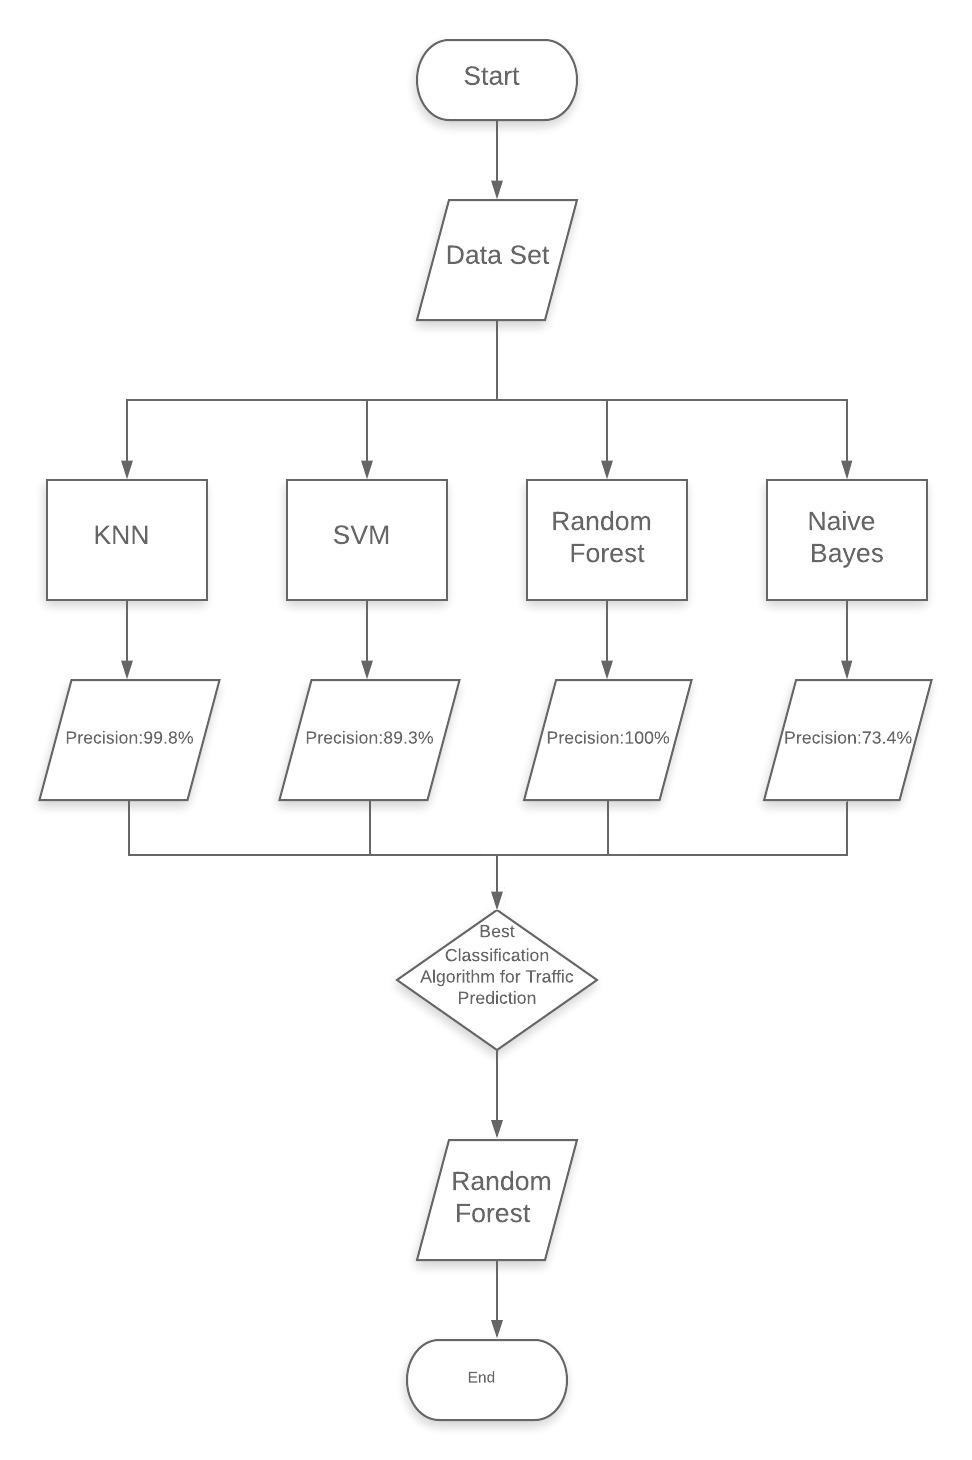 Start
Data Set
KNN
SVM
Random
Forest
Naive
Bayes
Precision:99.8%
Precision:89.3%
Precision:100%
Precision:73.4%
Best
Classification
Algorithm for Traffic
Prediction
Random
Forest
End